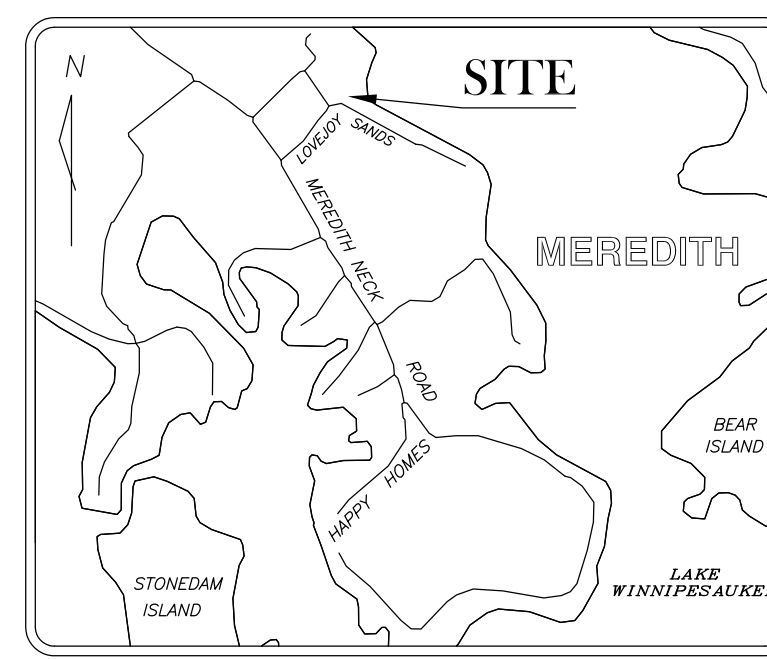 N
SITE
LOVEJOY SANDS
MEREDITH NECK ROAD
MEREDITH
BEAR
ISLAND
HAPPY HOMES
STONEDAM
ISLAND
LAKE
WINNIPESAUKE